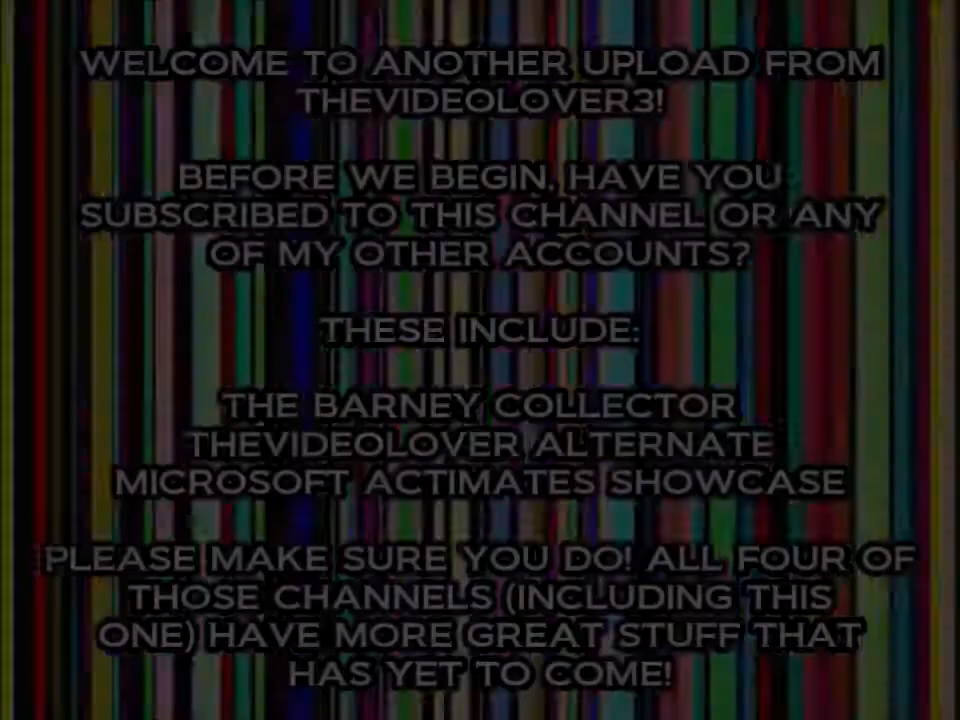 WELCOME TO ANOTHER UPLOAD FROM
THEVIDEOLOVER3!
BEFORE WE BEGIN, HAVE YOU
SUBSCRIBED TO THIS CHANNEL OR ANY
OF MY OTHER ACCOUNTS?
THESE INCLUDE:
THE BARNEY COLLECTOR
THEVIDEOLOVER ALTERNATE
MICROSOFT ACTIMATES SHOWCASE
PLEASE MAKE SURE YOU DO! ALL FOUR OF
THOSE CHANNELS (INCLUDING THIS
ONE) HAVE MORE GREAT STUFF THAT
HAS YET TO COME!